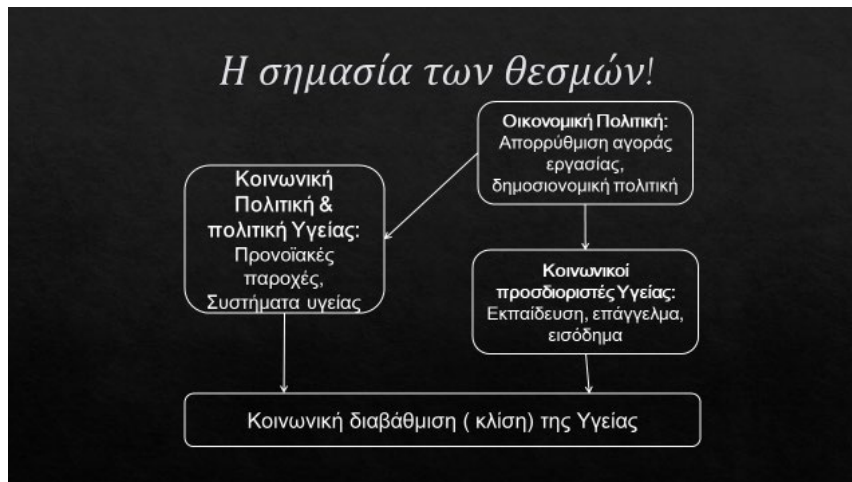 Η σημασία των θεσμών!
Οικονομική Πολιτική:
Απορρύθμιση αγοράς
εργασίας,
δημοσιονομική πολιτική
Κοινωνική
Πολιτική &
πολιτική Υγείας:
Προνοϊακές
παροχές,
Συστήματα υγείας
Κοινωνικοί
προσδιοριστές Υγείας:
Εκπαίδευση, επάγγελμα,
εισόδημα
Κοινωνική διαβάθμιση ( κλίση) της Υγείας